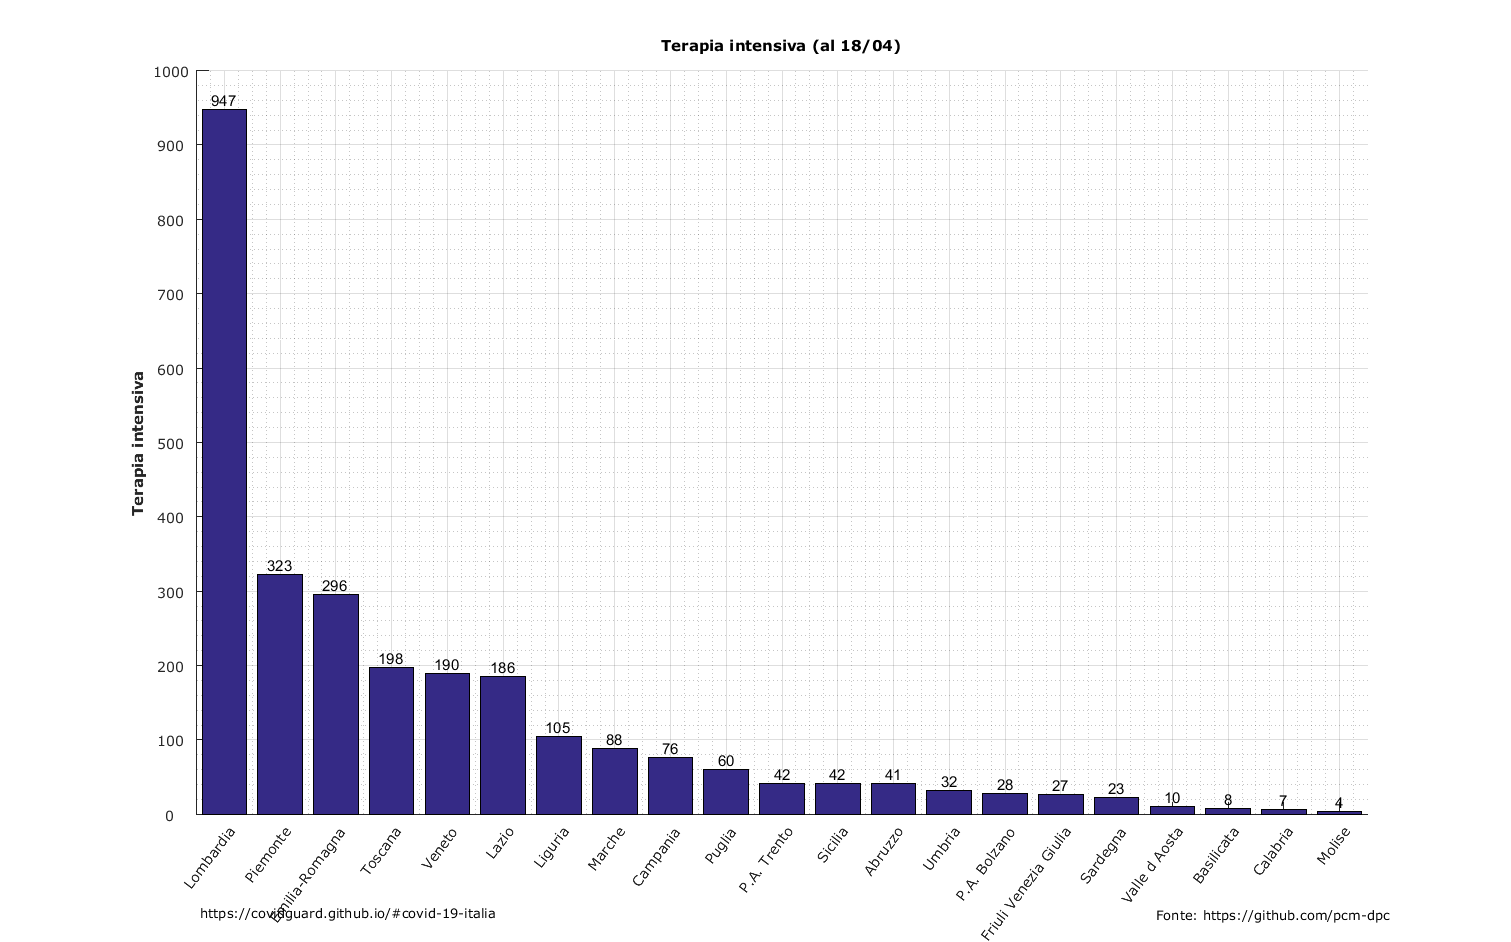 Terapia intensiva (al 18/04)
Terapia intensiva
1000
900
800
700
600
500
400
300
200
100
0
947
323
296
198
190
186
105
88
76
60
42
42
41
32
28
27
23
10
8
7
4
Lombardia
Piemonte
Emilia-Romagna
Toscana
Veneto
Lazio
Liguria
Marche
Campania
Puglia
P.A. Trento
Sicilia
Abruzzo
Umbria
P.A. Bolzano
Friuli Venezia Giulia
Sardegna
Valle d Aosta
Basilicata
Calabria
Molise
https://covidguard.github.io/#covid-19-italia
Fonte: https://github.com/pcm-dpc